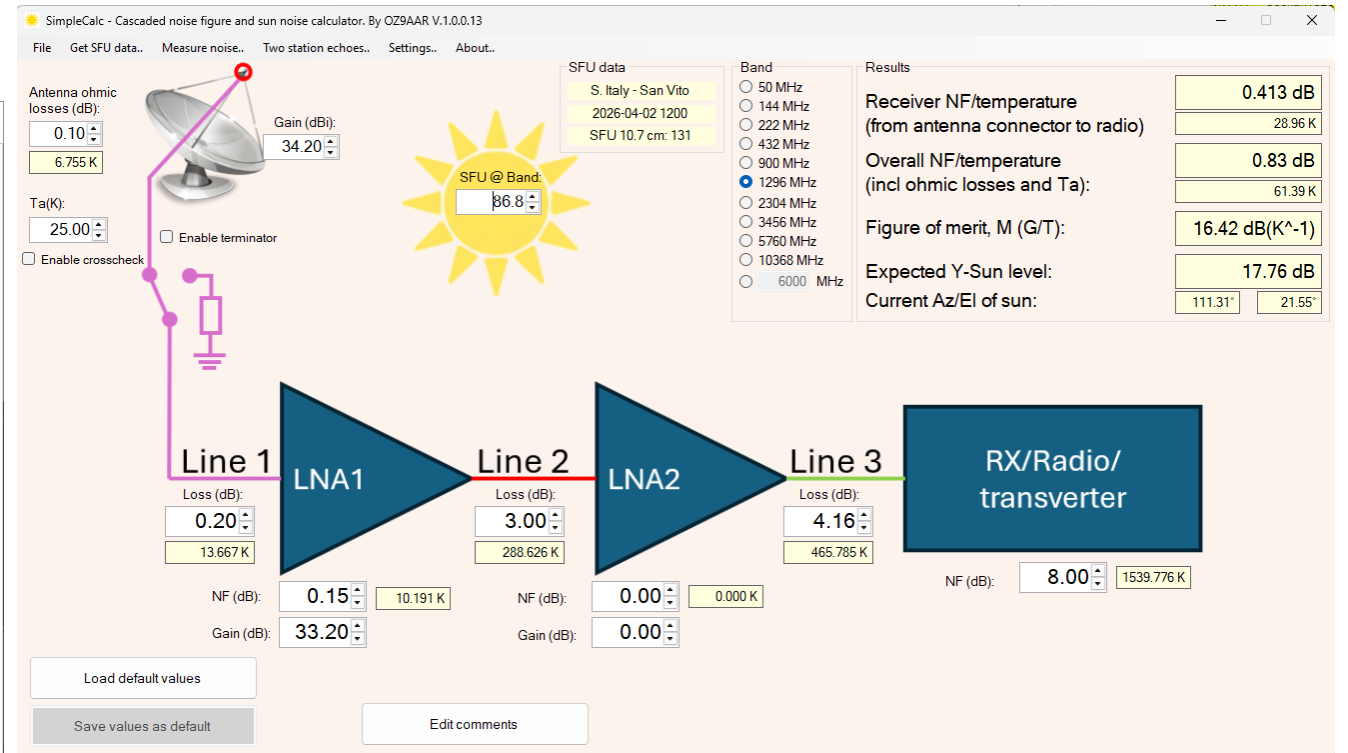 SimpleCalc - Cascaded noise figure and sun noise calculator. By OZ9AAR V.1.0.0.13
File Get SFU data.. Measure noise.. Two station echoes.. Settings.. About..
Antenna ohmic
losses (dB):
0.10
6.755 K
Ta(K):
25.00
Enable crosscheck
Gain (dBi):
34.20
Enable terminator
SFU @ Band:
86.8
SFU data
S. Italy - San Vito
2026-04-02 1200
SFU 10.7 cm: 131
Band
50 MHz
144 MHz
222 MHz
432 MHz
900 MHz
1296 MHz
2304 MHz
3456 MHz
5760 MHz
10368 MHz
6000 MHz
Results
Receiver NF/temperature
(from antenna connector to radio)
0.413 dB
28.96 K
Overall NF/temperature
(incl ohmic losses and Ta):
0.83 dB
61.39 K
Figure of merit, M (G/T):
16.42 dB(K^-1)
Expected Y-Sun level:
17.76 dB
Current Az/El of sun:
111.31° 21.55°
Line 1
Loss (dB):
0.20
13.667 K
LNA1
NF (dB):
0.15
10.191 K
Gain (dB):
33.20
Line 2
Loss (dB):
3.00
288.626 K
LNA2
NF (dB):
0.00
0.000 K
Gain (dB):
0.00
Line 3
Loss (dB):
4.16
465.785 K
RX/Radio/
transverter
NF (dB):
8.00
1539.776 K
Load default values
Save values as default
Edit comments